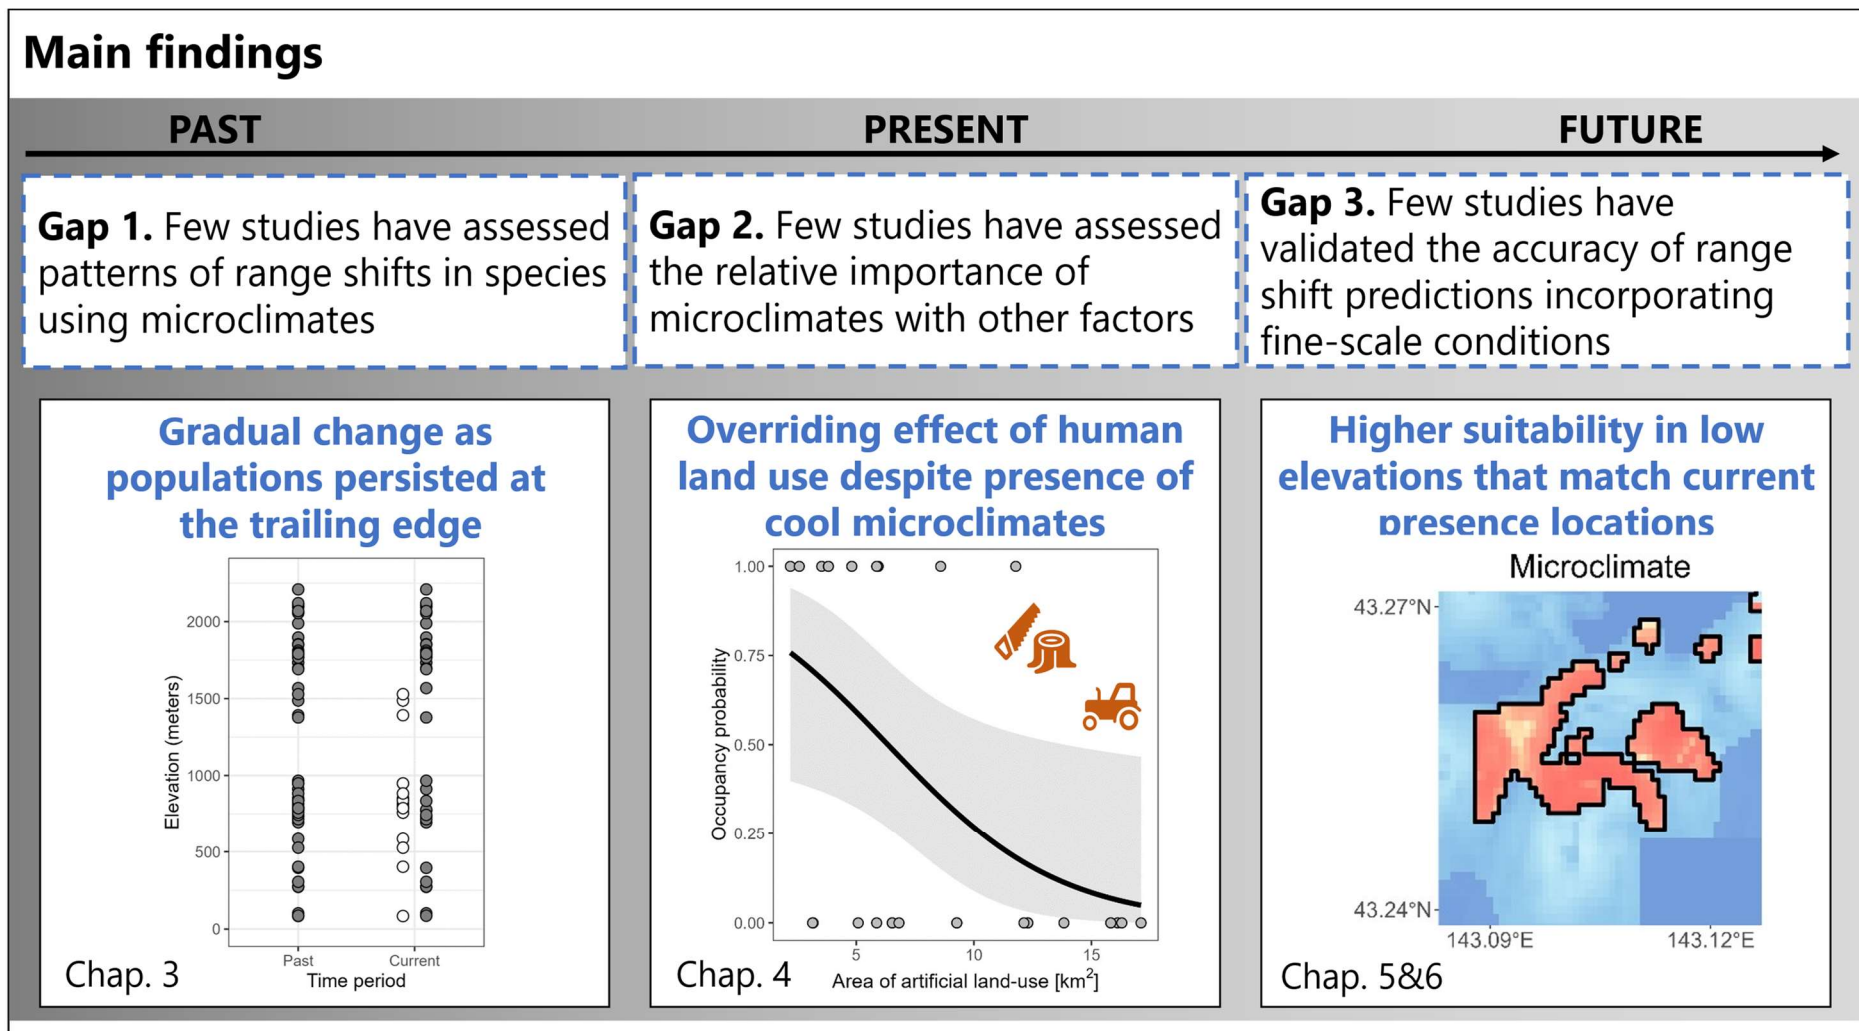 Main findings
PAST
PRESENT
FUTURE
Gap 1. Few studies have assessed
patterns of range shifts in species
using microclimates
Gap 2. Few studies have assessed
the relative importance of
microclimates with other factors
Gap 3. Few studies have
validated the accuracy of range
shift predictions incorporating
fine-scale conditions
Gradual change as
populations persisted at
the trailing edge
Elevation (meters)
2000
1500
1000
500
0
Past
Current
Time period
Chap. 3
Overriding effect of human
land use despite presence of
cool microclimates
Occupancy probability
1.00
0.75
0.50
0.25
0.00
5
10
15
Area of artificial land-use [km²]
Chap. 4
Higher suitability in low
elevations that match current
presence locations
Microclimate
43.27°N
43.24°N
143.09°E
143.12°E
Chap. 5&6